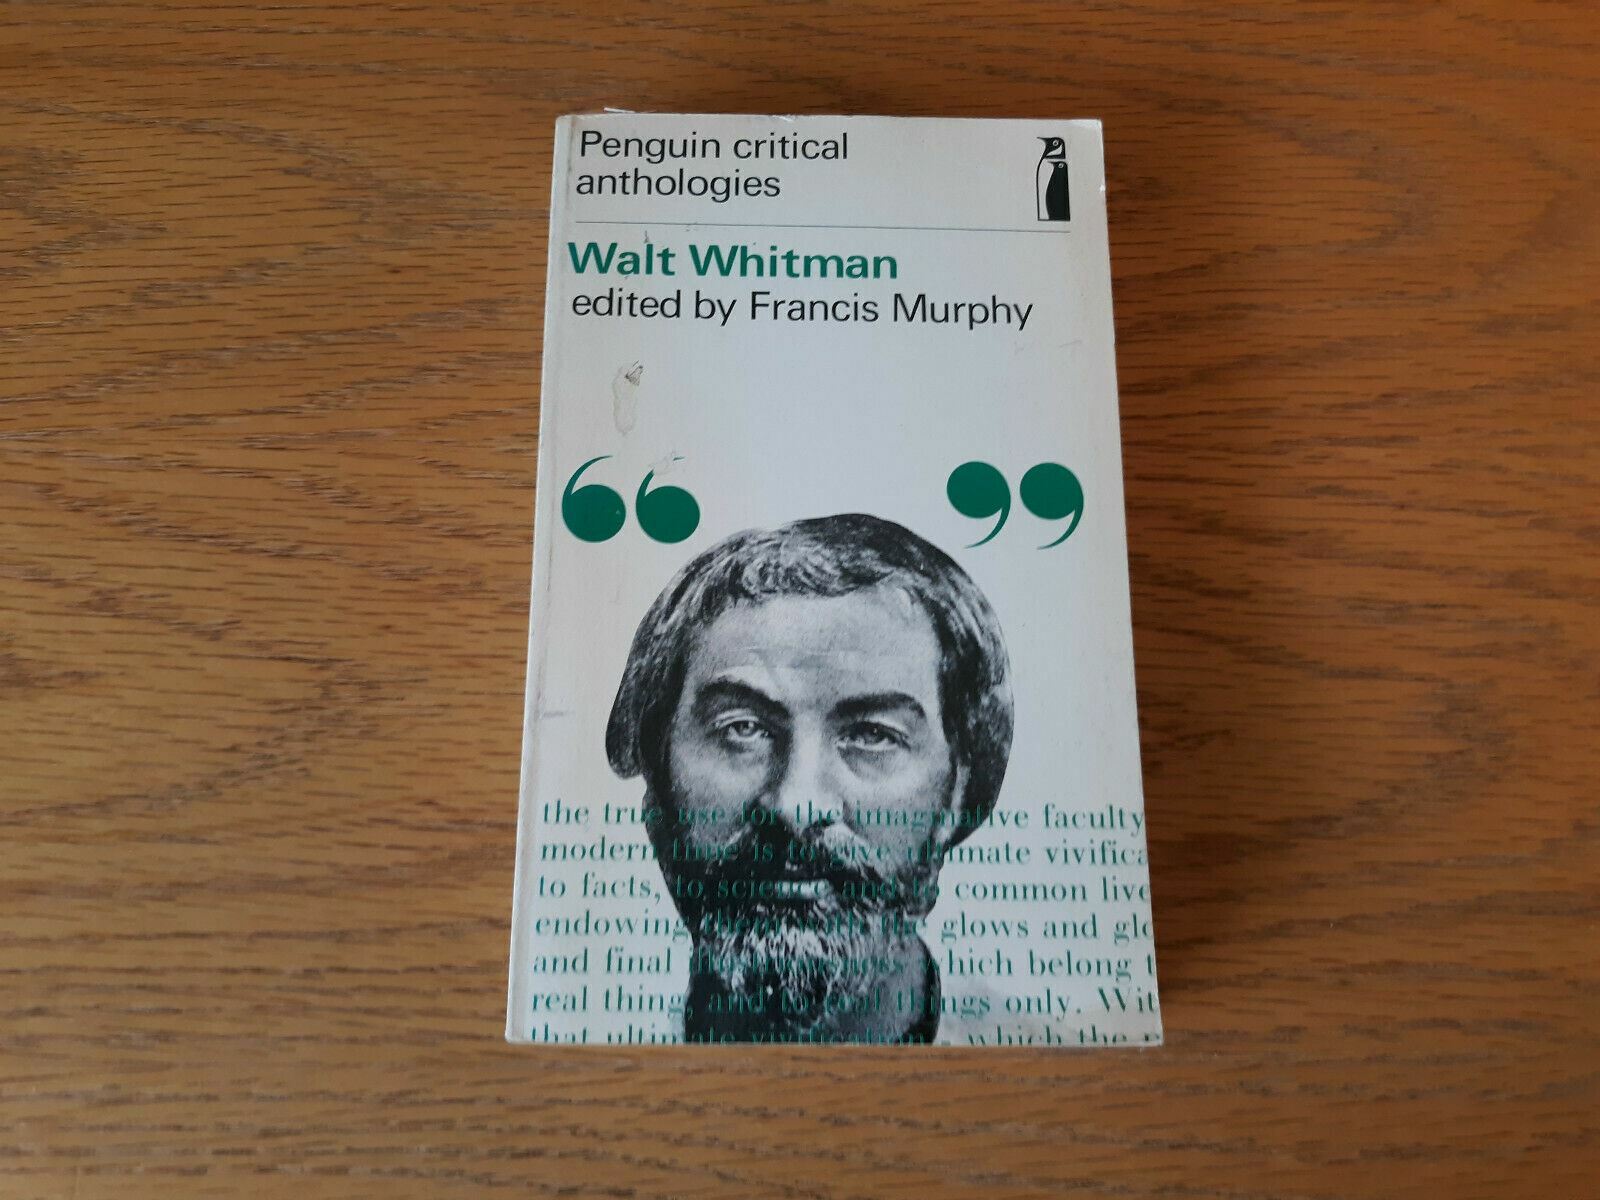 Penguin critical
anthologies
Walt Whitman
edited by Francis Murphy
“ ”
the true use for the imaginative faculty
modern time is to give ultimate vivifica
to facts, to science and to common live
endowing them with the glows and glo
and final illustriousness which belong t
real thing, and to real things only. Wit
that ultimate vivification - which the p